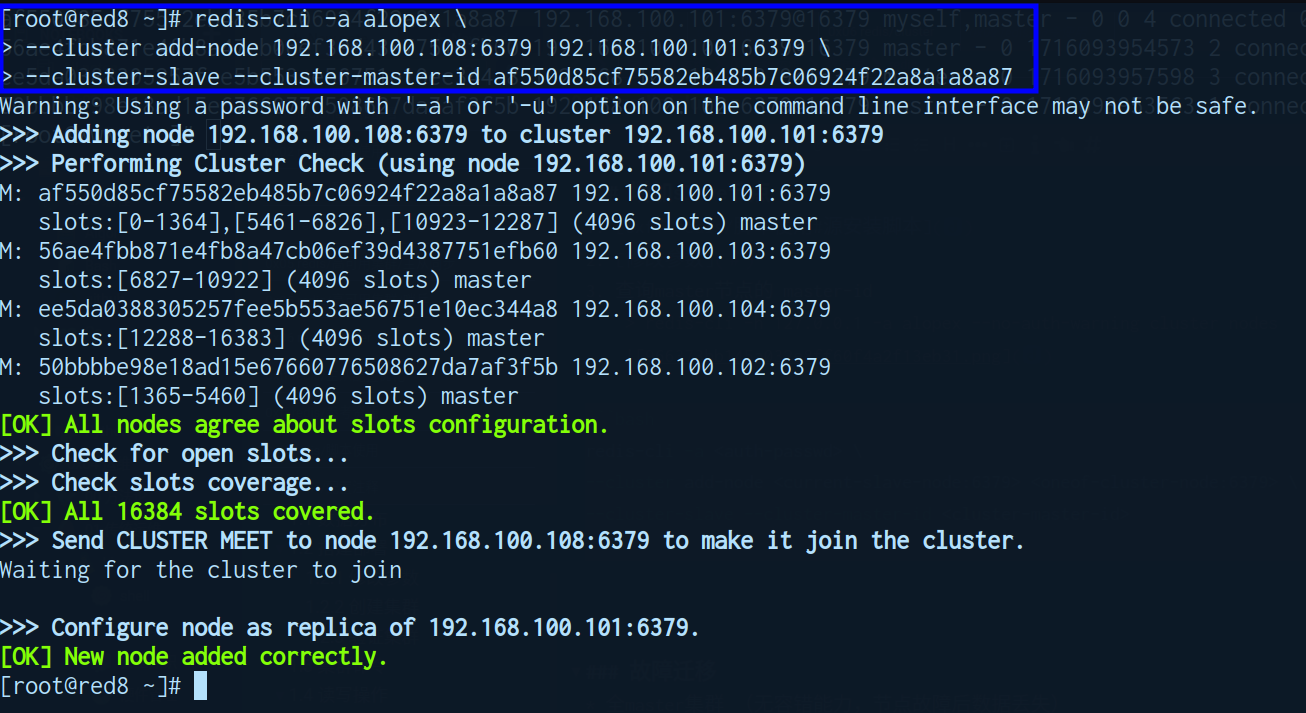 [root@red8 ~]# redis-cli -a alopex \
> --cluster add-node 192.168.100.108:6379 192.168.100.101:6379 \
> --cluster-slave --cluster-master-id af550d85cf75582eb485b7c06924f22a8a1a8a87
Warning: Using a password with '-a' or '-u' option on the command line interface may not be safe.
>>> Adding node 192.168.100.108:6379 to cluster 192.168.100.101:6379
>>> Performing Cluster Check (using node 192.168.100.101:6379)
M: af550d85cf75582eb485b7c06924f22a8a1a8a87 192.168.100.101:6379
slots:[0-1364],[5461-6826],[10923-12287] (4096 slots) master
M: 56ae4fbb871e4fb8a47cb06ef39d4387751efb60 192.168.100.103:6379
slots:[6827-10922] (4096 slots) master
M: ee5da0388305257fee5b553ae56751e10ec344a8 192.168.100.104:6379
slots:[12288-16383] (4096 slots) master
M: 50bbbbe98e18ad15e67660776508627da7af3f5b 192.168.100.102:6379
slots:[1365-5460] (4096 slots) master
[OK] All nodes agree about slots configuration.
>>> Check for open slots...
>>> Check slots coverage...
[OK] All 16384 slots covered.
>>> Send CLUSTER MEET to node 192.168.100.108:6379 to make it join the cluster.
Waiting for the cluster to join
>>> Configure node as replica of 192.168.100.101:6379.
[OK] New node added correctly.
[root@red8 ~]#